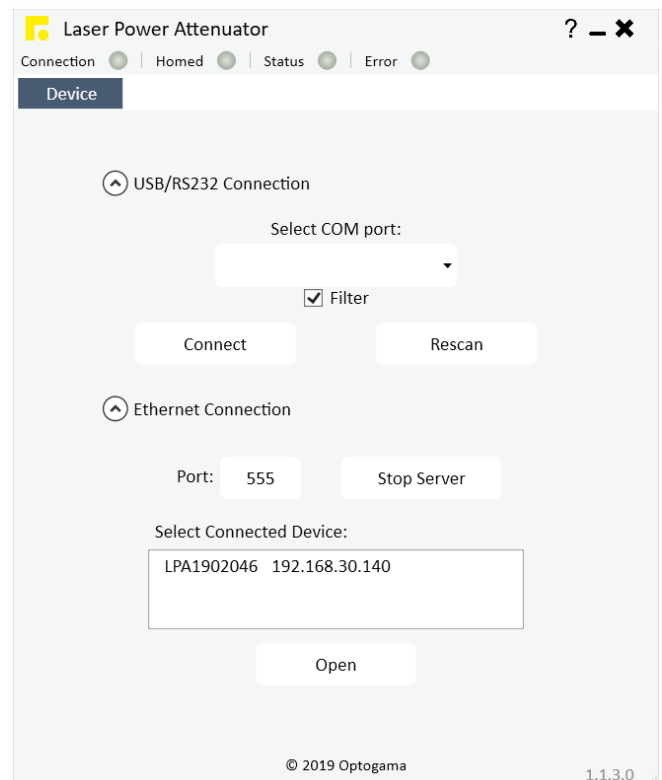 Laser Power Attenuator ?
Connection Homed Status Error
Device
USB/RS232 Connection
Select COM port:
Filter
Connect Rescan
Ethernet Connection
Port: 555 Stop Server
Select Connected Device:
LPA1902046 192.168.30.140
Open
© 2019 Optogama
1.1.3.0